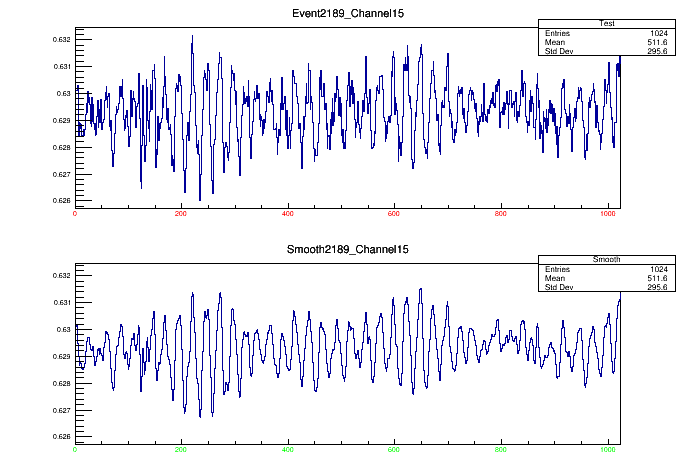 Event2189_Channel15
Test
Entries 1024
Mean 511.6
Std Dev 295.6
0.632
0.631
0.63
0.629
0.628
0.627
0.626
0 200 400 600 800 1000
Smooth2189_Channel15
Smooth
Entries 1024
Mean 511.6
Std Dev 295.6
0.632
0.631
0.63
0.629
0.628
0.627
0.626
0 200 400 600 800 1000